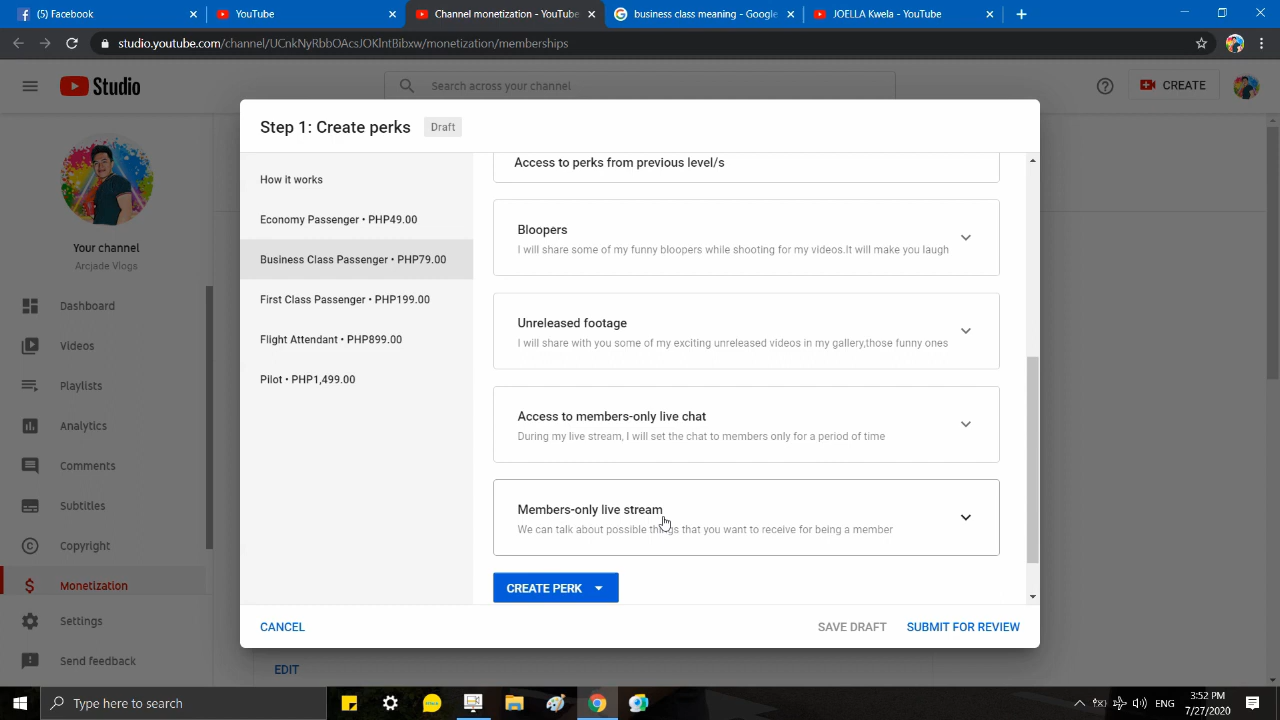 (5) Facebook
YouTube
Channel monetization - YouTube
business class meaning - Google
JOELLA Kwela - YouTube
studio.youtube.com/channel/UCnkNyRbbOAcsJOKlntBibxw/monetization/memberships
Studio
Search across your channel
CREATE
Step 1: Create perks
Draft
How it works
Economy Passenger • PHP49.00
Business Class Passenger • PHP79.00
First Class Passenger • PHP199.00
Flight Attendant • PHP899.00
Pilot • PHP1,499.00
Access to perks from previous level/s
Bloopers
I will share some of my funny bloopers while shooting for my videos.It will make you laugh
Unreleased footage
I will share with you some of my exciting unreleased videos in my gallery,those funny ones
Access to members-only live chat
During my live stream, I will set the chat to members only for a period of time
Members-only live stream
We can talk about possible things that you want to receive for being a member
CREATE PERK
CANCEL
SAVE DRAFT
SUBMIT FOR REVIEW
Your channel
Arcjade Vlogs
Dashboard
Videos
Playlists
Analytics
Comments
Subtitles
Copyright
Monetization
Settings
Send feedback
EDIT
Type here to search
ENG
3:52 PM
7/27/2020